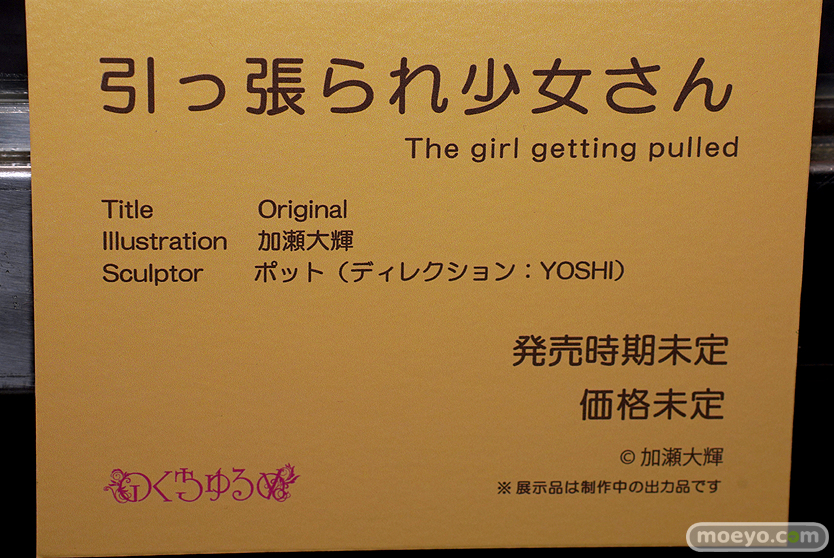 引っ張られ少女さん
The girl getting pulled
Title Original
Illustration 加瀬大輝
Sculptor ポット（ディレクション：YOSHI）
発売時期未定
価格未定
© 加瀬大輝
※ 展示品は制作中の出力品です
moeyo.com